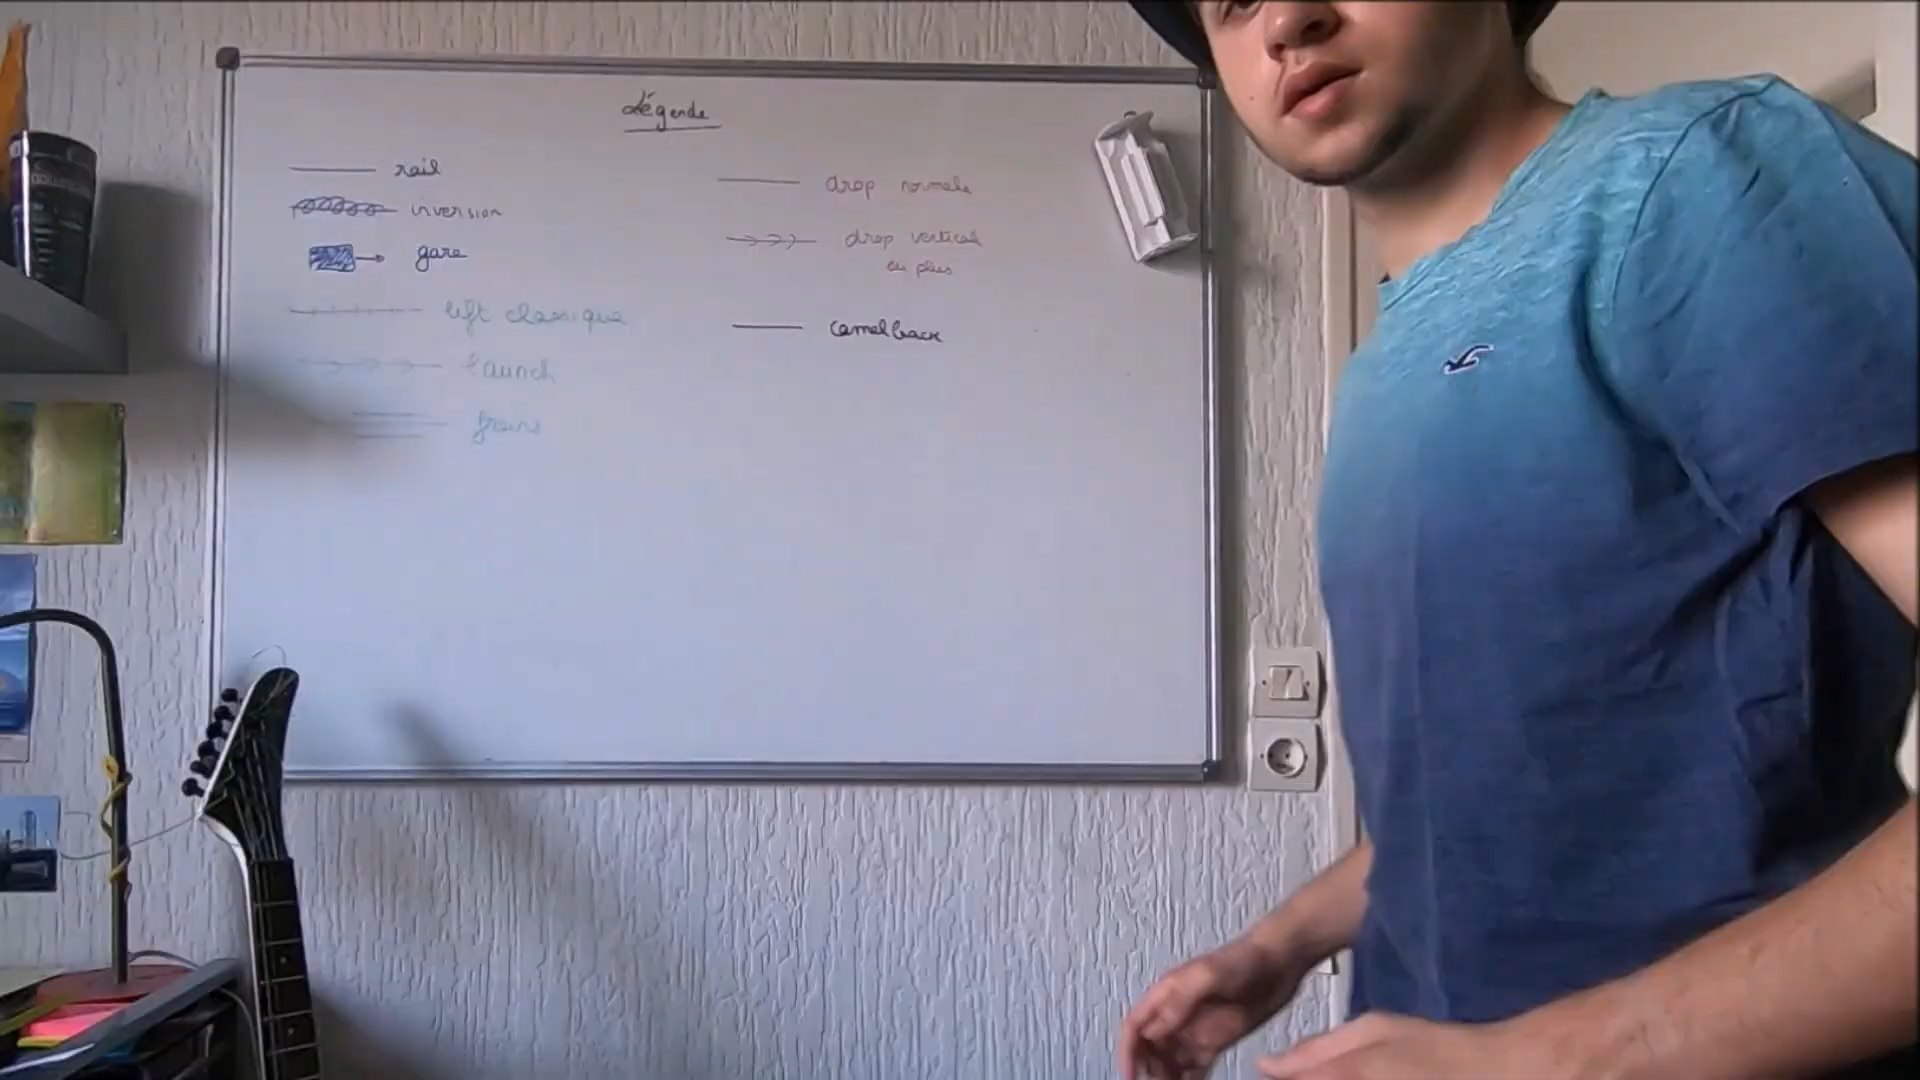 Légende
rail
inversion
gare
lift classique
launch
freins
drop normale
drop vertical
ou plus
camelback